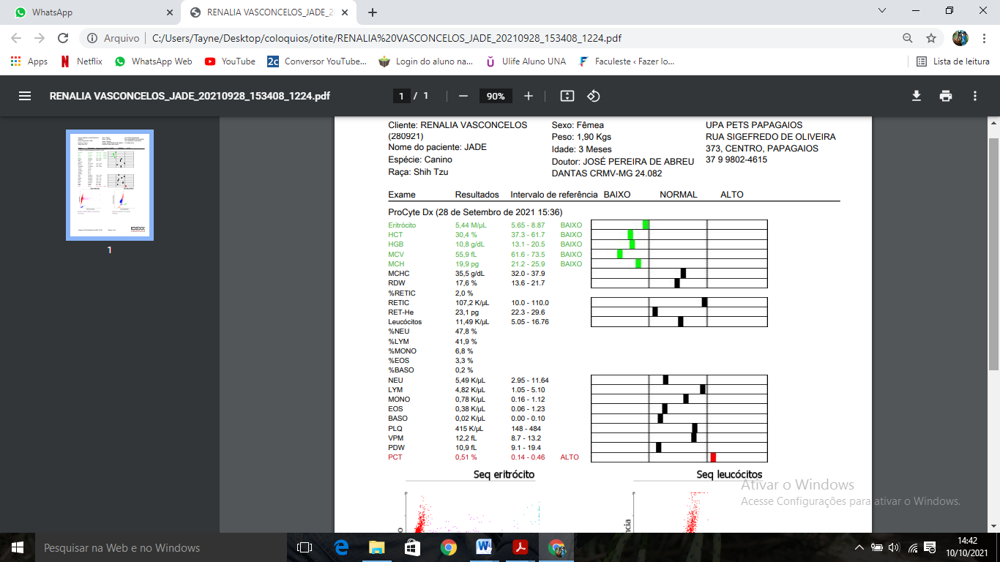 WhatsApp
RENALIA VASCONCELOS_JADE_2
Arquivo
C:/Users/Tayne/Desktop/coloquios/otite/RENALIA%20VASCONCELOS_JADE_20210928_153408_1224.pdf
Apps Netflix WhatsApp Web YouTube Conversor YouTube... Login do aluno na... Ulife Aluno UNA Faculeste ‹ Fazer lo... Lista de leitura
RENALIA VASCONCELOS_JADE_20210928_153408_1224.pdf 1 / 1 90%
1
Cliente: RENALIA VASCONCELOS
(280921)
Nome do paciente: JADE
Espécie: Canino
Raça: Shih Tzu
Sexo: Fêmea
Peso: 1,90 Kgs
Idade: 3 Meses
Doutor: JOSÉ PEREIRA DE ABREU
DANTAS CRMV-MG 24.082
UPA PETS PAPAGAIOS
RUA SIGEFREDO DE OLIVEIRA
373, CENTRO, PAPAGAIOS
37 9 9802-4615
Exame Resultados Intervalo de referência BAIXO NORMAL ALTO
ProCyte Dx (28 de Setembro de 2021 15:36)
Eritrócito 5,44 M/µL 5.65 - 8.87 BAIXO
HCT 30,4 % 37.3 - 61.7 BAIXO
HGB 10,8 g/dL 13.1 - 20.5 BAIXO
MCV 55,9 fL 61.6 - 73.5 BAIXO
MCH 19,9 pg 21.2 - 25.9 BAIXO
MCHC 35,5 g/dL 32.0 - 37.9
RDW 17,6 % 13.6 - 21.7
%RETIC 2,0 %
RETIC 107,2 K/µL 10.0 - 110.0
RET-He 23,1 pg 22.3 - 29.6
Leucócitos 11,49 K/µL 5.05 - 16.76
%NEU 47,8 %
%LYM 41,9 %
%MONO 6,8 %
%EOS 3,3 %
%BASO 0,2 %
NEU 5,49 K/µL 2.95 - 11.64
LYM 4,82 K/µL 1.05 - 5.10
MONO 0,78 K/µL 0.16 - 1.12
EOS 0,38 K/µL 0.06 - 1.23
BASO 0,02 K/µL 0.00 - 0.10
PLQ 415 K/µL 148 - 484
VPM 12,2 fL 8.7 - 13.2
PDW 10,9 fL 9.1 - 19.4
PCT 0,51 % 0.14 - 0.46 ALTO
Seq eritrócito Seq leucócitos
Ativar o Windows
Acesse Configurações para ativar o Windows.
Pesquisar na Web e no Windows
14:42
10/10/2021